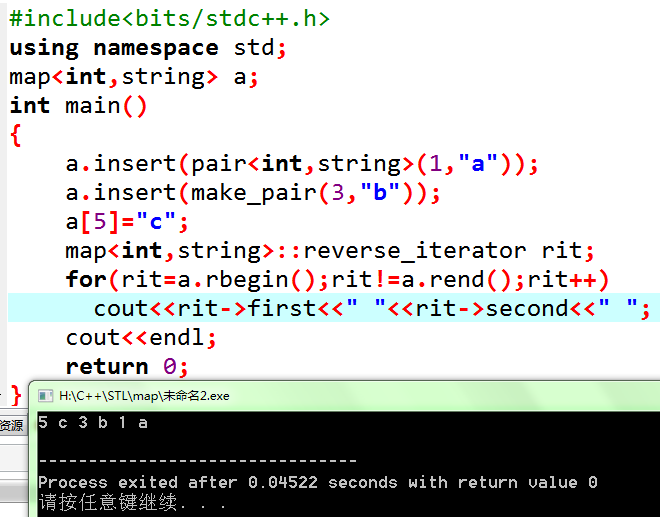 #include<bits/stdc++.h>
using namespace std;
map<int,string> a;
int main()
{
    a.insert(pair<int,string>(1,"a"));
    a.insert(make_pair(3,"b"));
    a[5]="c";
    map<int,string>::reverse_iterator rit;
    for(rit=a.rbegin();rit!=a.rend();rit++)
      cout<<rit->first<<" "<<rit->second<<" ";
    cout<<endl;
    return 0;
}
H:\C++\STL\map\未命名2.exe
资源
5 c 3 b 1 a
--------------------------------
Process exited after 0.04522 seconds with return value 0
请按任意键继续. . .